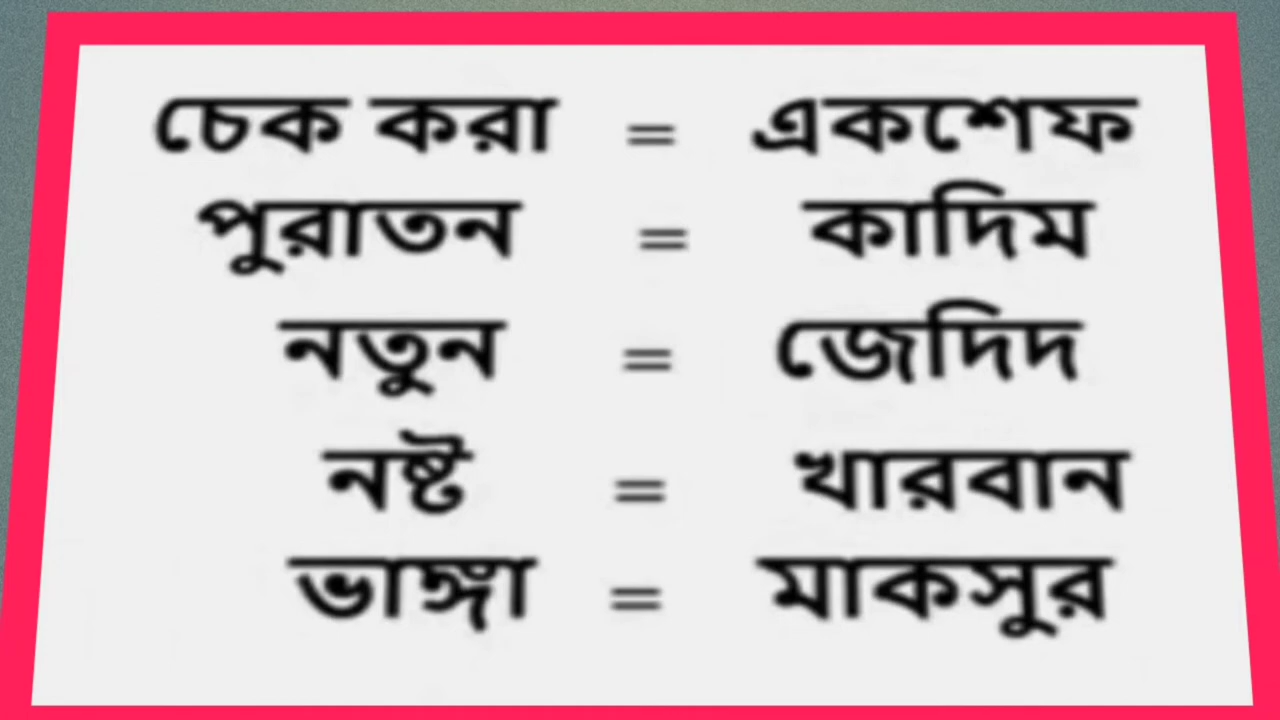 চেক করা = একশেফ
পুরাতন = কাদিম
নতুন = জেদিদ
নষ্ট = খারবান
ভাঙ্গা = মাকসুর